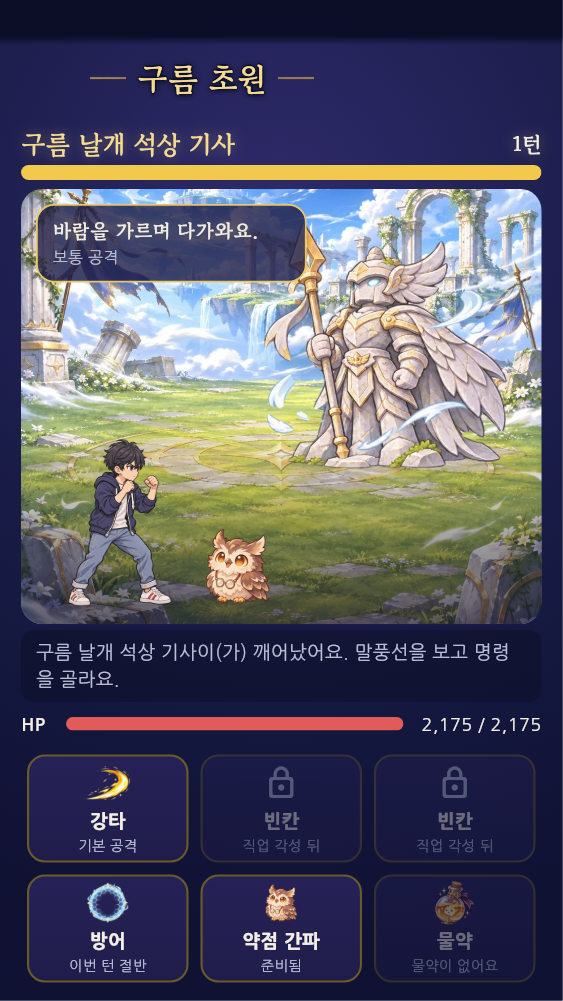 구름 초원
구름 날개 석상 기사
1턴
바람을 가르며 다가와요.
보통 공격
구름 날개 석상 기사이(가) 깨어났어요. 말풍선을 보고 명령
을 골라요.
HP
2,175 / 2,175
강타
기본 공격
빈칸
직업 각성 뒤
빈칸
직업 각성 뒤
방어
이번 턴 절반
약점 간파
준비됨
물약
물약이 없어요